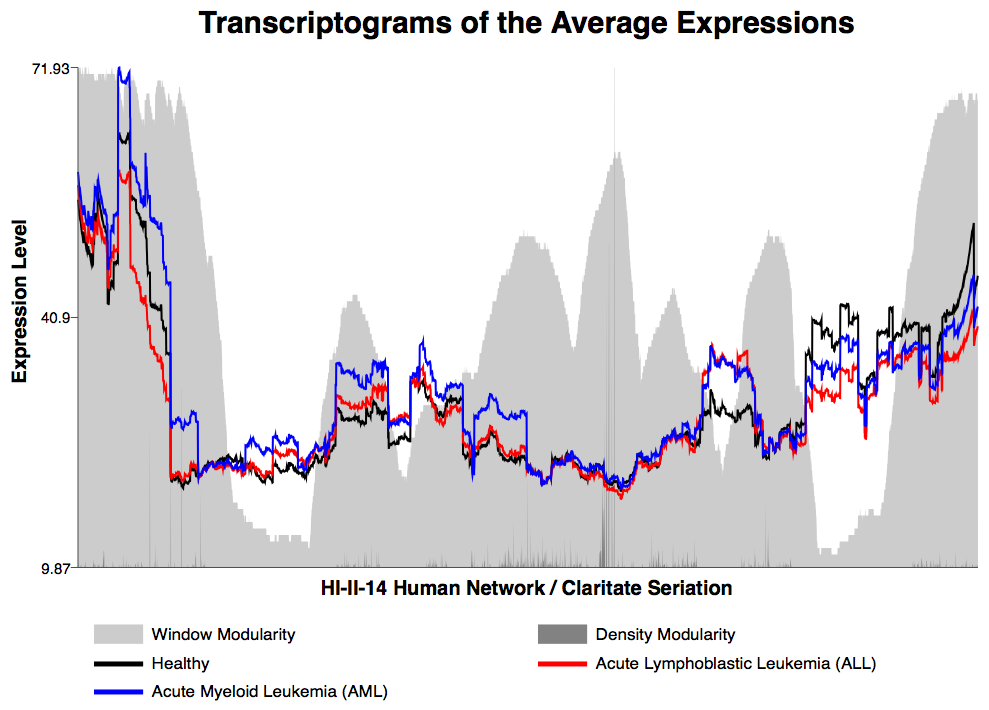 Transcriptograms of the Average Expressions
71.93
40.9
9.87
Expression Level
HI-II-14 Human Network / Claritate Seriation
Window Modularity
Density Modularity
Healthy
Acute Lymphoblastic Leukemia (ALL)
Acute Myeloid Leukemia (AML)